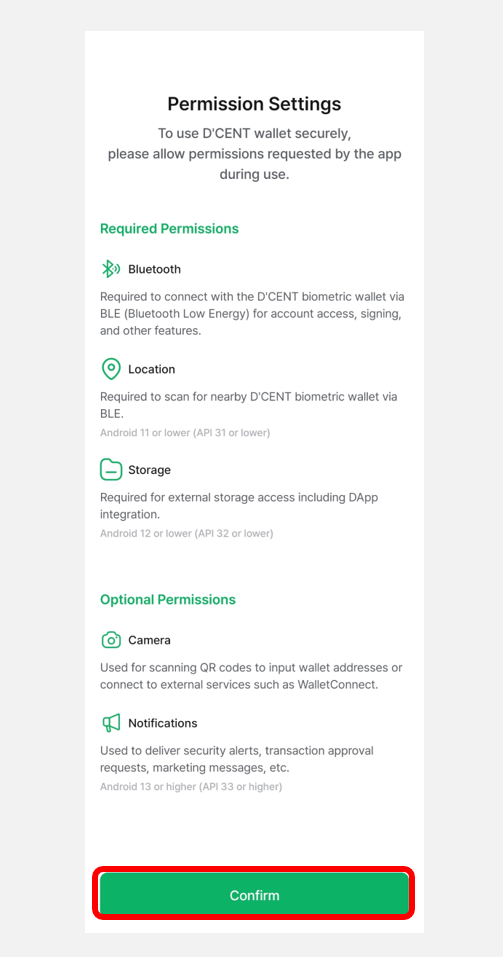 Permission Settings
To use D'CENT wallet securely,
please allow permissions requested by the app
during use.
Required Permissions
Bluetooth
Required to connect with the D'CENT biometric wallet via
BLE (Bluetooth Low Energy) for account access, signing,
and other features.
Location
Required to scan for nearby D'CENT biometric wallet via
BLE.
Android 11 or lower (API 31 or lower)
Storage
Required for external storage access including DApp
integration.
Android 12 or lower (API 32 or lower)
Optional Permissions
Camera
Used for scanning QR codes to input wallet addresses or
connect to external services such as WalletConnect.
Notifications
Used to deliver security alerts, transaction approval
requests, marketing messages, etc.
Android 13 or higher (API 33 or higher)
Confirm